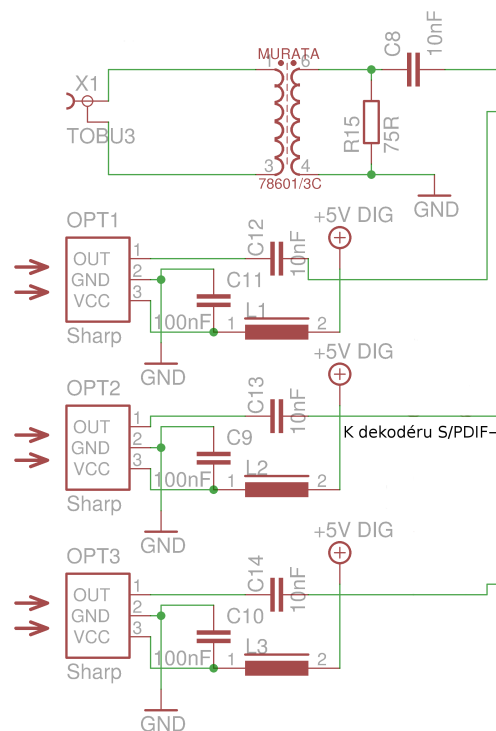 MURATA
1
6
C8
10nF
X1
TOBU3
R15
75R
3
4
78601/3C
GND
OPT1
+5V DIG
C12
10nF
OUT
1
GND
2
VCC
3
C11
100nF
L1
1
2
Sharp
GND
OPT2
+5V DIG
C13
10nF
K dekodéru S/PDIF
OUT
1
GND
2
VCC
3
C9
100nF
L2
1
2
Sharp
GND
OPT3
+5V DIG
C14
10nF
OUT
1
GND
2
VCC
3
C10
100nF
L3
1
2
Sharp
GND